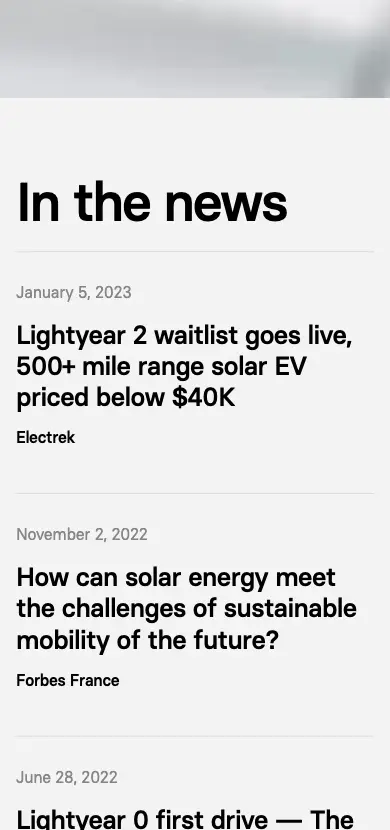 In the news
January 5, 2023
Lightyear 2 waitlist goes live,
500+ mile range solar EV
priced below $40K
Electrek
November 2, 2022
How can solar energy meet
the challenges of sustainable
mobility of the future?
Forbes France
June 28, 2022
Lightyear 0 first drive — The